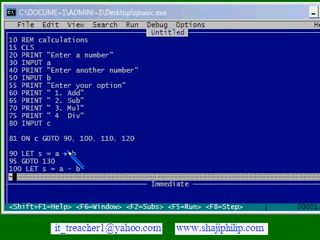 C:\DOCUME~1\ADMINI~1\Desktop\qbasic.exe
File Edit View Search Run Debug Options
Untitled
10 REM calculations
15 CLS
20 PRINT "Enter a number"
30 INPUT a
40 PRINT "Enter another number"
50 INPUT b
55 PRINT "Enter your option"
60 PRINT " 1. Add"
65 PRINT " 2. Sub"
70 PRINT " 3. Mul"
75 PRINT " 4  Div"
80 INPUT c
81 ON c GOTO 90, 100, 110, 120
90 LET s = a + b
95 GOTO 130
100 LET s = a - b
Immediate
<Shift+F1=Help> <F6=Window> <F2=Subs> <F5=Run> <F8=Step>
it_treacher1@yahoo.com www.shajiphilip.com